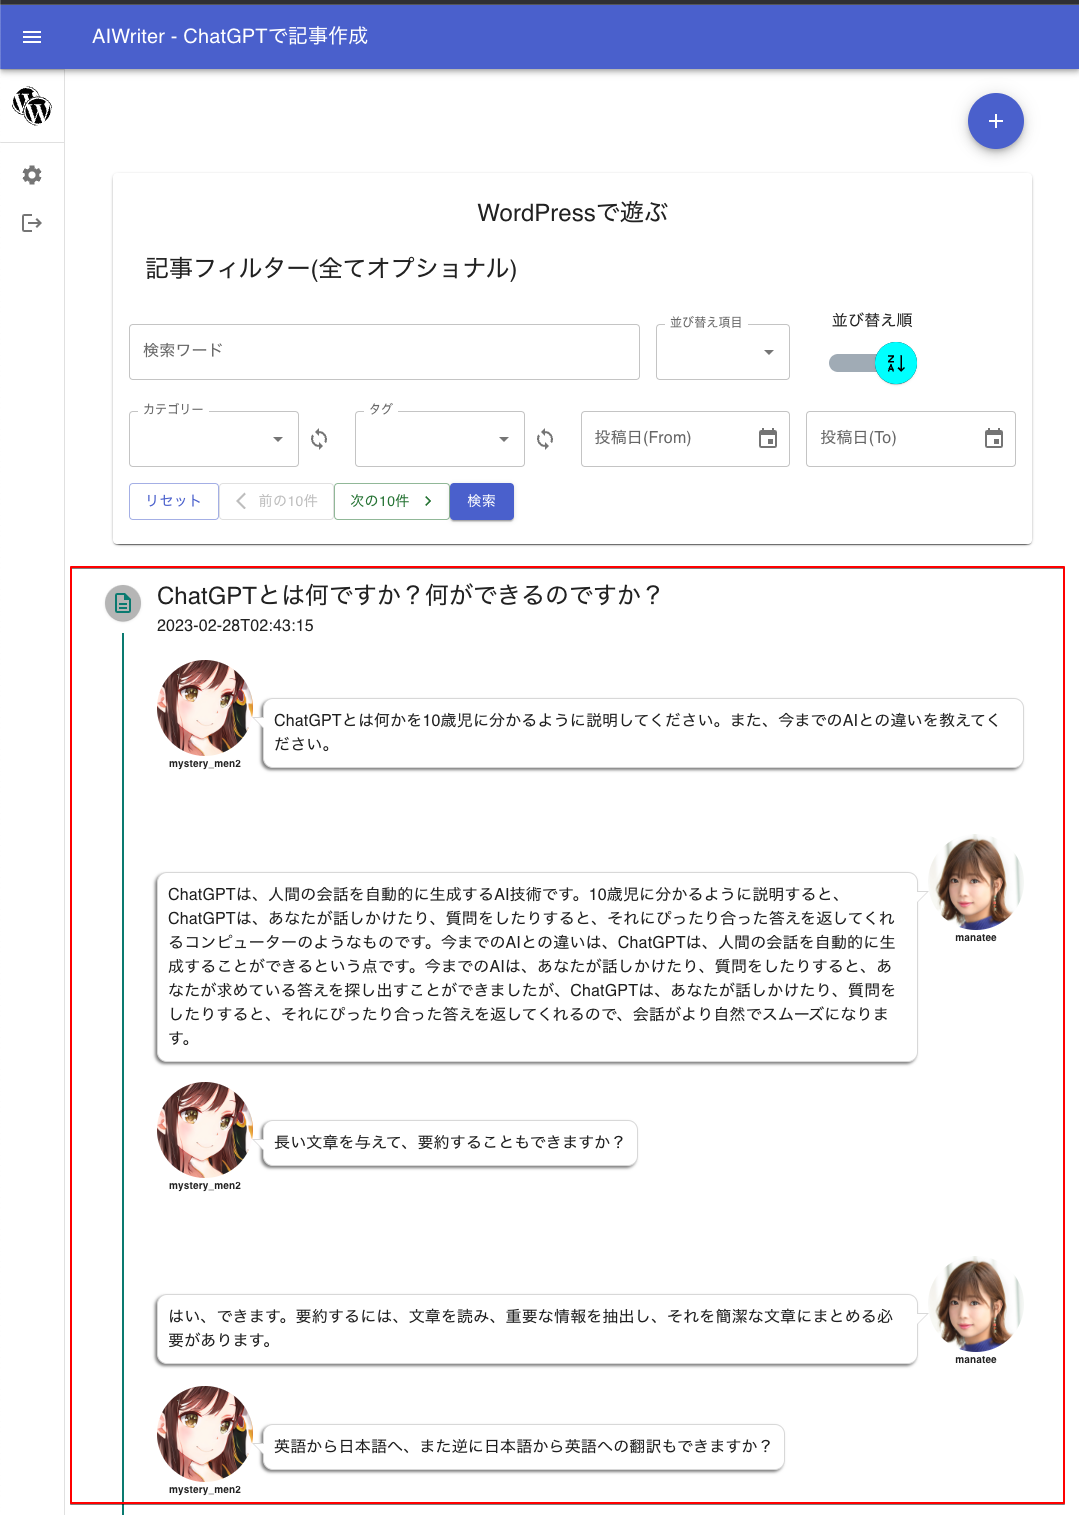 AIWriter - ChatGPTで記事作成
WordPressで遊ぶ
記事フィルター(全てオプショナル)
検索ワード
並び替え項目
並び替え順
Z
A
カテゴリー
タグ
投稿日(From)
投稿日(To)
リセット
前の10件
次の10件
検索
ChatGPTとは何ですか？何ができるのですか？
2023-02-28T02:43:15
ChatGPTとは何かを10歳児に分かるように説明してください。また、今までのAIとの違いを教えてく
ださい。
mystery_men2
ChatGPTは、人間の会話を自動的に生成するAI技術です。10歳児に分かるように説明すると、
ChatGPTは、あなたが話しかけたり、質問をしたりすると、それにぴったり合った答えを返してくれ
るコンピューターのようなものです。今までのAIとの違いは、ChatGPTは、人間の会話を自動的に生
成することができるという点です。今までのAIは、あなたが話しかけたり、質問をしたりすると、あ
なたが求めている答えを探し出すことができましたが、ChatGPTは、あなたが話しかけたり、質問を
したりすると、それにぴったり合った答えを返してくれるので、会話がより自然でスムーズになりま
す。
manatee
長い文章を与えて、要約することもできますか？
mystery_men2
はい、できます。要約するには、文章を読み、重要な情報を抽出し、それを簡潔な文章にまとめる必
要があります。
manatee
英語から日本語へ、また逆に日本語から英語への翻訳もできますか？
mystery_men2